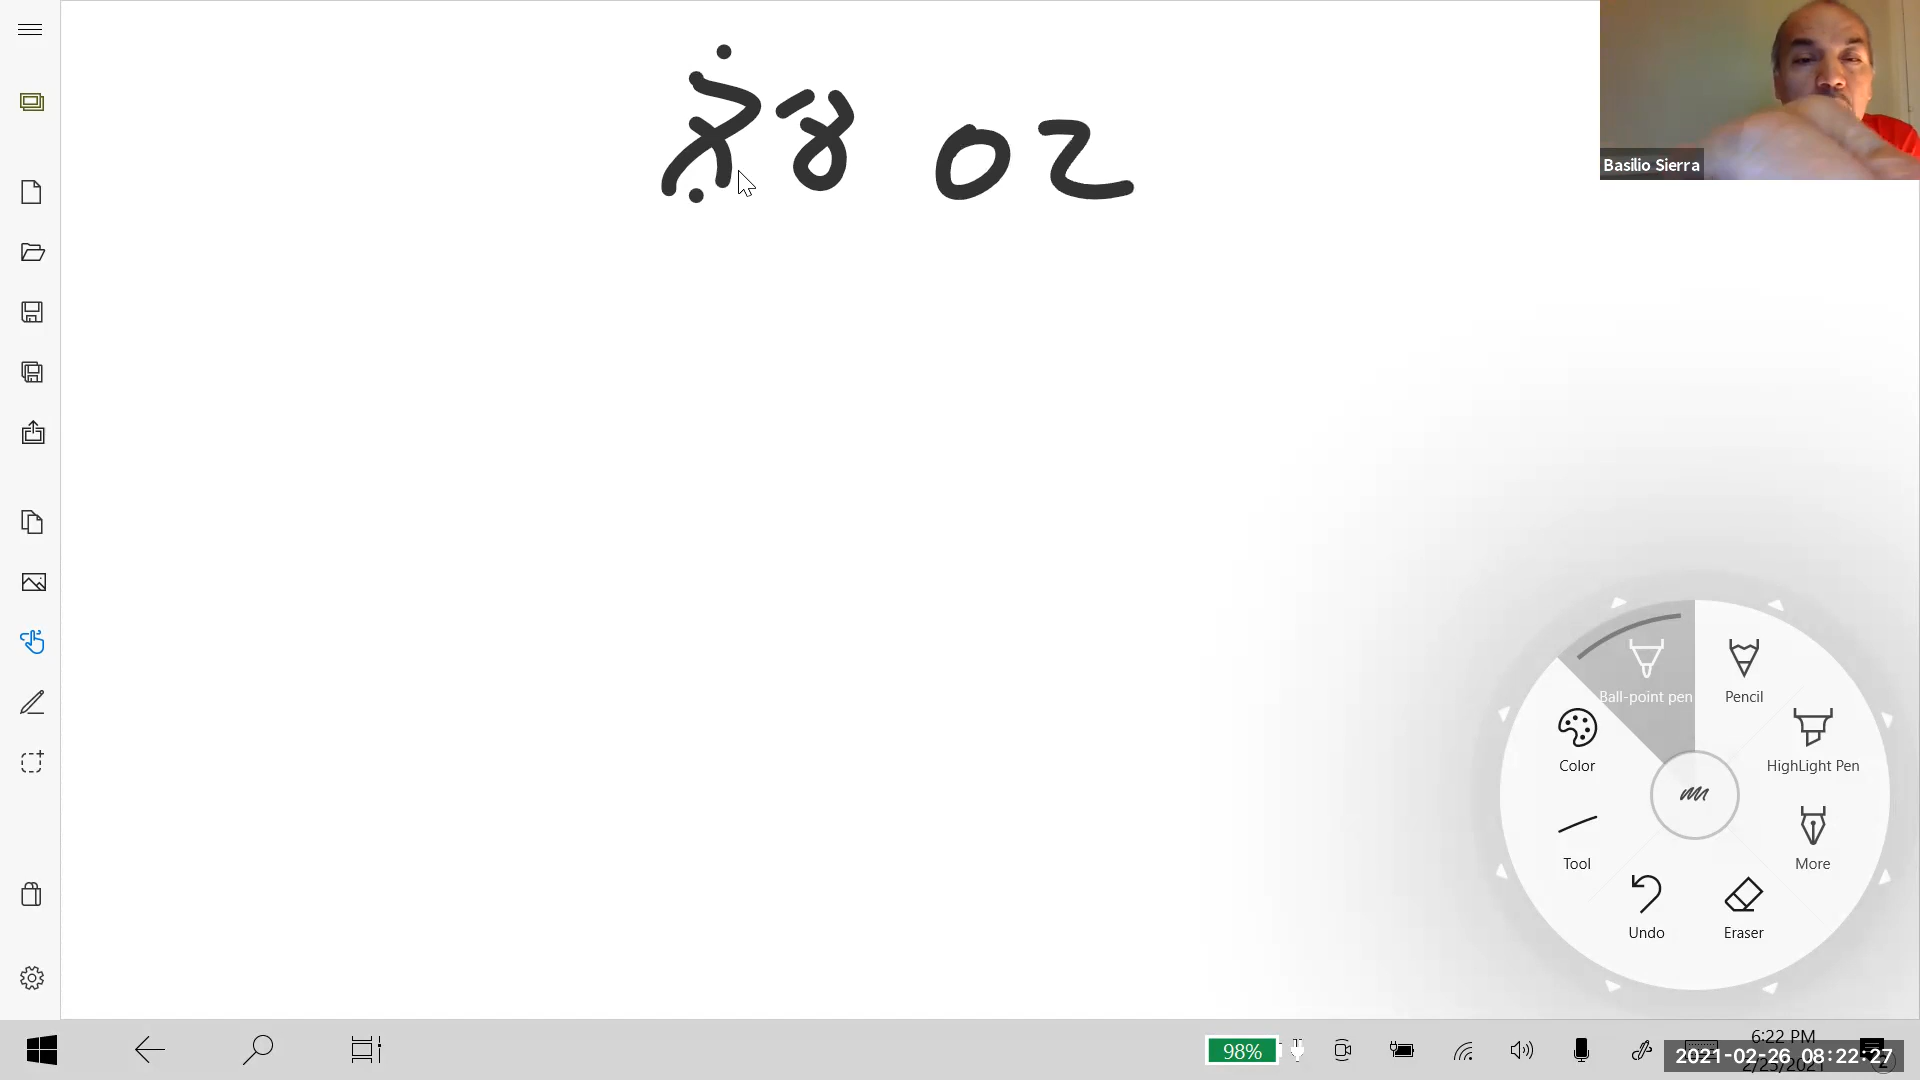 28 oz
Basilio Sierra
Ball-point pen
Pencil
Color
HighLight Pen
Tool
More
Undo
Eraser
98%
6:22 PM
2021-02-26 08:22:27